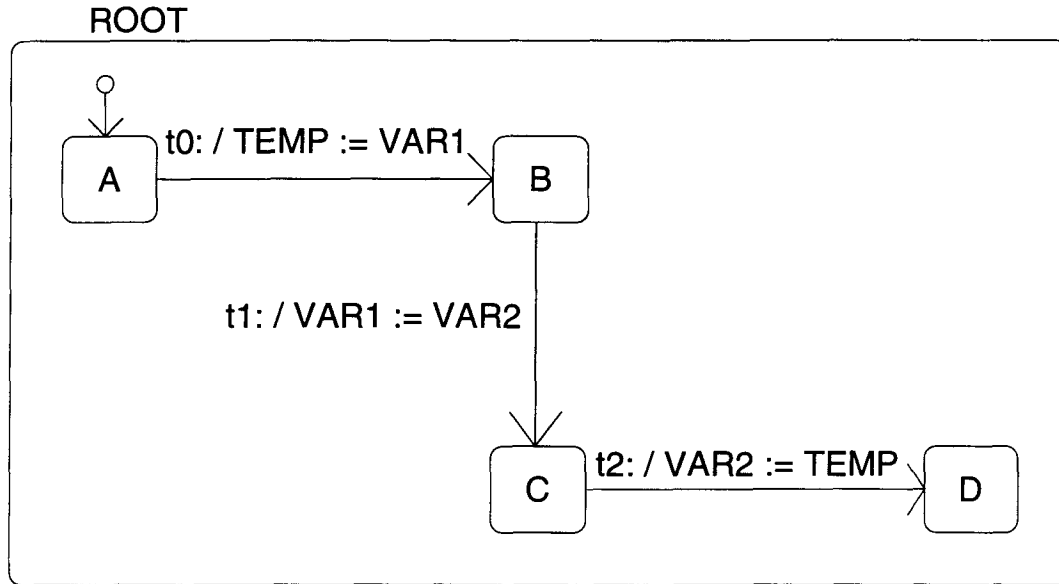 ROOT
t0: / TEMP := VAR1
A
B
t1: / VAR1 := VAR2
t2: / VAR2 := TEMP
C
D